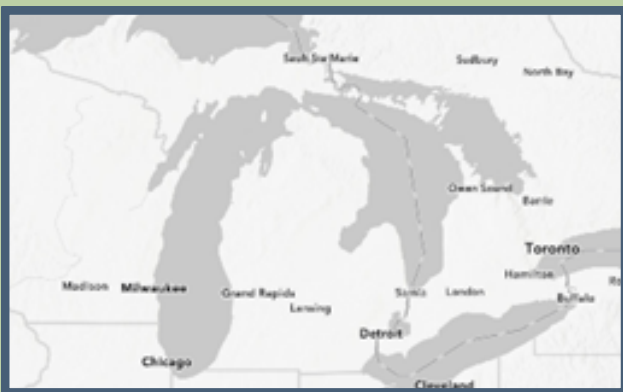 Sault Ste Marie
Sudbury
North Bay
Owen Sound
Barrie
Toronto
Hamilton
Madison
Milwaukee
Grand Rapids
Lansing
Sarnia
London
Buffalo
Detroit
Chicago
Cleveland